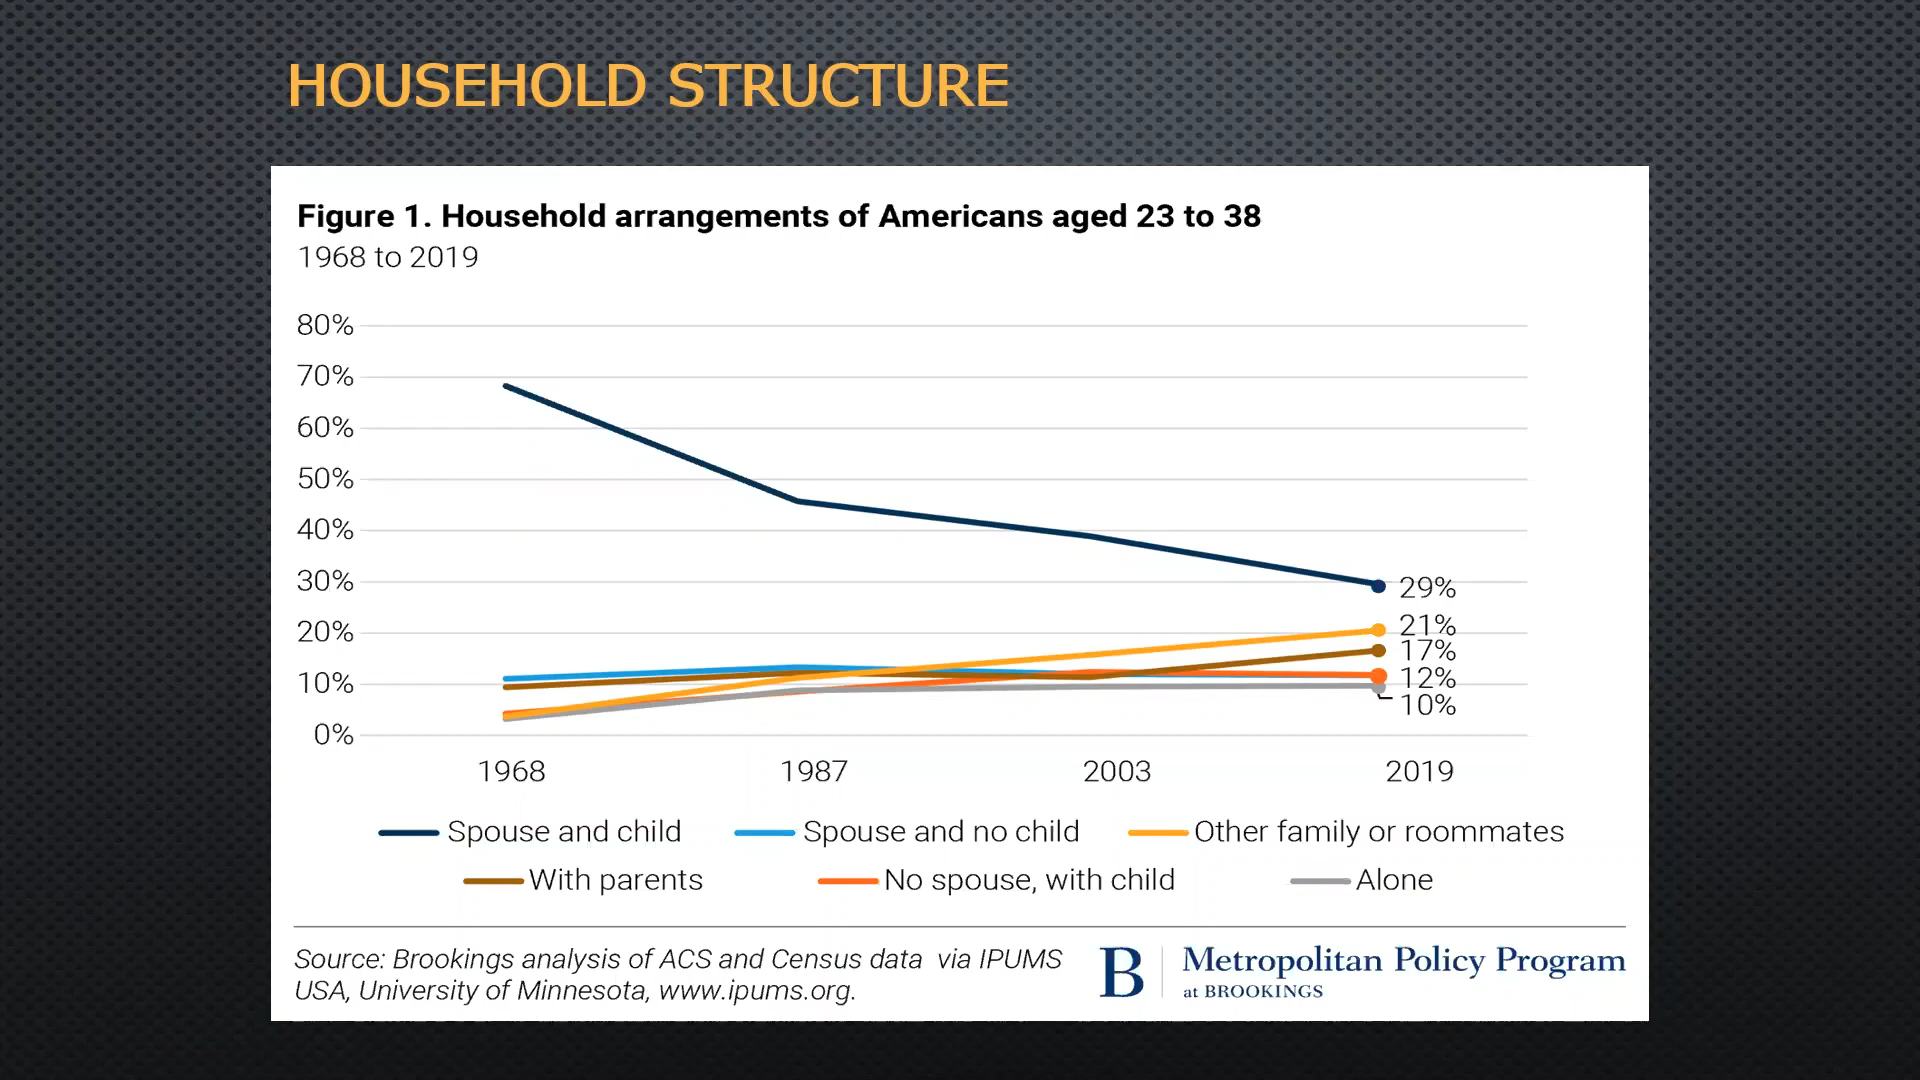 HOUSEHOLD STRUCTURE
Figure 1. Household arrangements of Americans aged 23 to 38
1968 to 2019
80%
70%
60%
50%
40%
30%
20%
10%
0%
29%
21%
17%
12%
10%
1968 1987 2003 2019
Spouse and child Spouse and no child Other family or roommates
With parents No spouse, with child Alone
Source: Brookings analysis of ACS and Census data via IPUMS
USA, University of Minnesota, www.ipums.org.
B Metropolitan Policy Program
at BROOKINGS